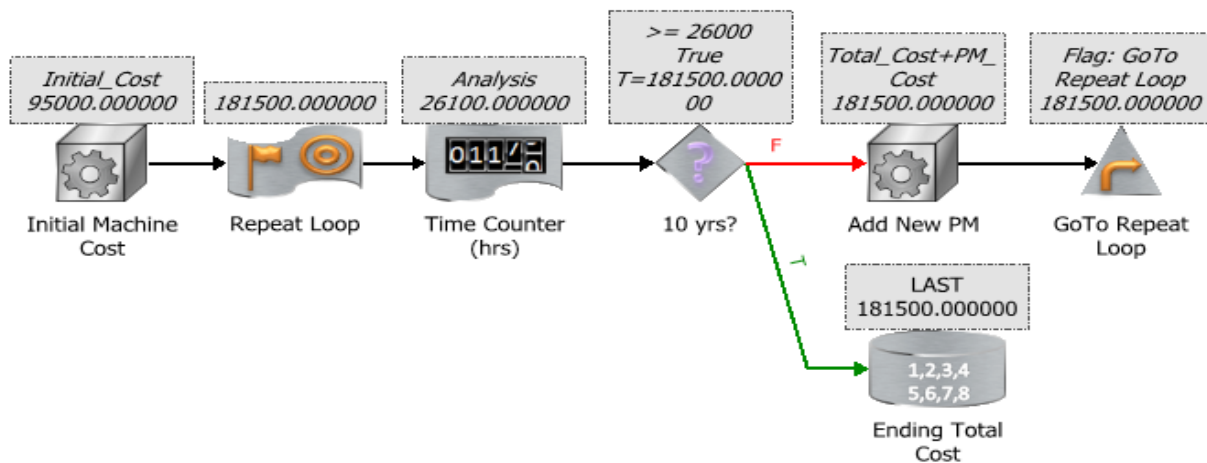 Initial_Cost
95000.000000
Initial Machine
Cost
181500.000000
Repeat Loop
Analysis
26100.000000
Time Counter
(hrs)
>= 26000
True
T=181500.0000
00
10 yrs?
F
T
Total_Cost+PM_
Cost
181500.000000
Add New PM
Flag: GoTo
Repeat Loop
181500.000000
GoTo Repeat
Loop
LAST
181500.000000
1,2,3,4
5,6,7,8
Ending Total
Cost